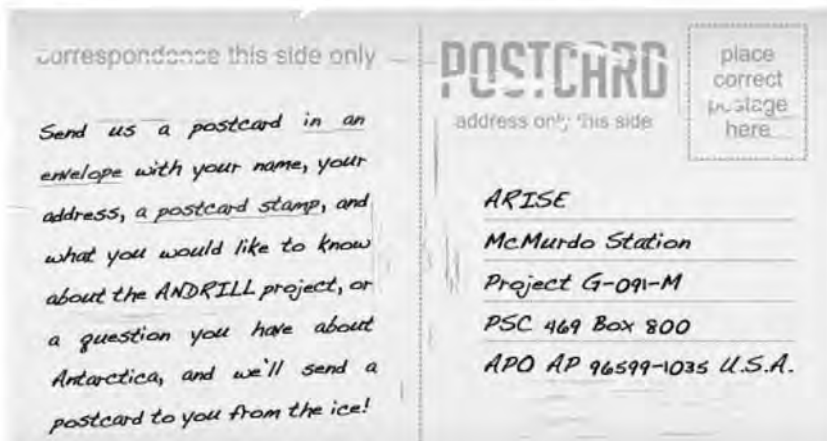 correspondence this side only
Send us a postcard in an
envelope with your name, your
address, a postcard stamp, and
what you would like to know
about the ANDRILL project, or
a question you have about
Antarctica, and we'll send a
postcard to you from the ice!
POSTCARD
address only this side
place
correct
postage
here
ARISE
McMurdo Station
Project G-091-M
PSC 469 Box 800
APO AP 96599-1035 U.S.A.